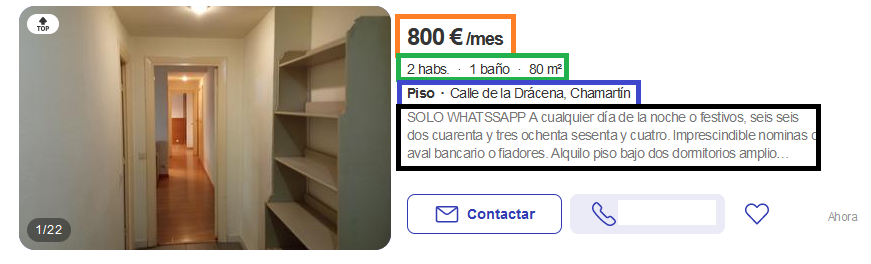 TOP
1/22
800 € /mes
2 habs. · 1 baño · 80 m²
Piso · Calle de la Drácena, Chamartín
SOLO WHATSSAPP A cualquier día de la noche o festivos, seis seis
dos cuarenta y tres ochenta sesenta y cuatro. Imprescindible nominas o
aval bancario o fiadores. Alquilo piso bajo dos dormitorios amplio...
Contactar
Ahora